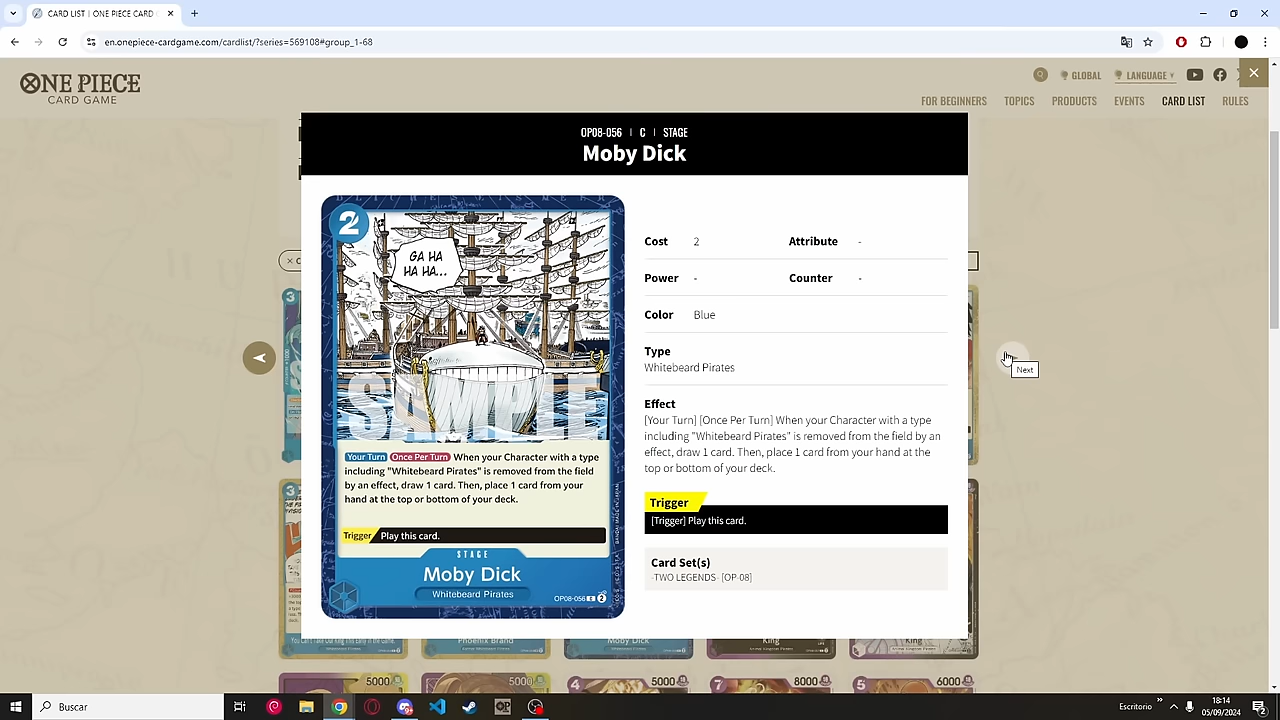 CARD LIST | ONE PIECE CARD
en.onepiece-cardgame.com/cardlist/?series=569108#group_1-68
ONE PIECE
CARD GAME
GLOBAL
LANGUAGE
FOR BEGINNERS
TOPICS
PRODUCTS
EVENTS
CARD LIST
RULES
OP08-056 | C | STAGE
Moby Dick
2
GA HA
HA HA...
SAMPLE
Your Turn Once Per Turn When your Character with a type
including "Whitebeard Pirates" is removed from the field
by an effect, draw 1 card. Then, place 1 card from your
hand at the top or bottom of your deck.
Trigger Play this card.
STAGE
Moby Dick
Whitebeard Pirates
OP08-056 C 2
Cost 2 Attribute -
Power - Counter -
Color Blue
Type
Whitebeard Pirates
Effect
[Your Turn] [Once Per Turn] When your Character with a type
including "Whitebeard Pirates" is removed from the field by an
effect, draw 1 card. Then, place 1 card from your hand at the
top or bottom of your deck.
Trigger
[Trigger] Play this card.
Card Set(s)
-TWO LEGENDS- [OP-08]
Next
3
3
Phoenix Brand
Moby Dick
King
King
5000
5000
4 5000
7 8000
5 6000
Buscar
Escritorio
18:14
05/09/2024